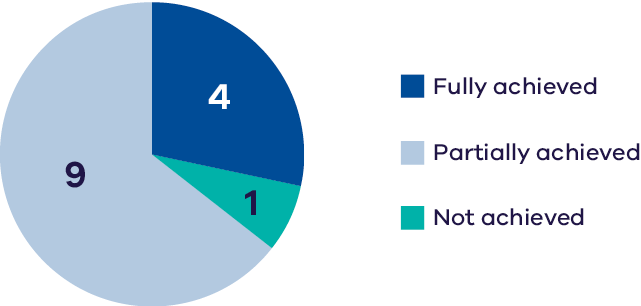 4
Fully achieved
Partially achieved
9
1
Not achieved